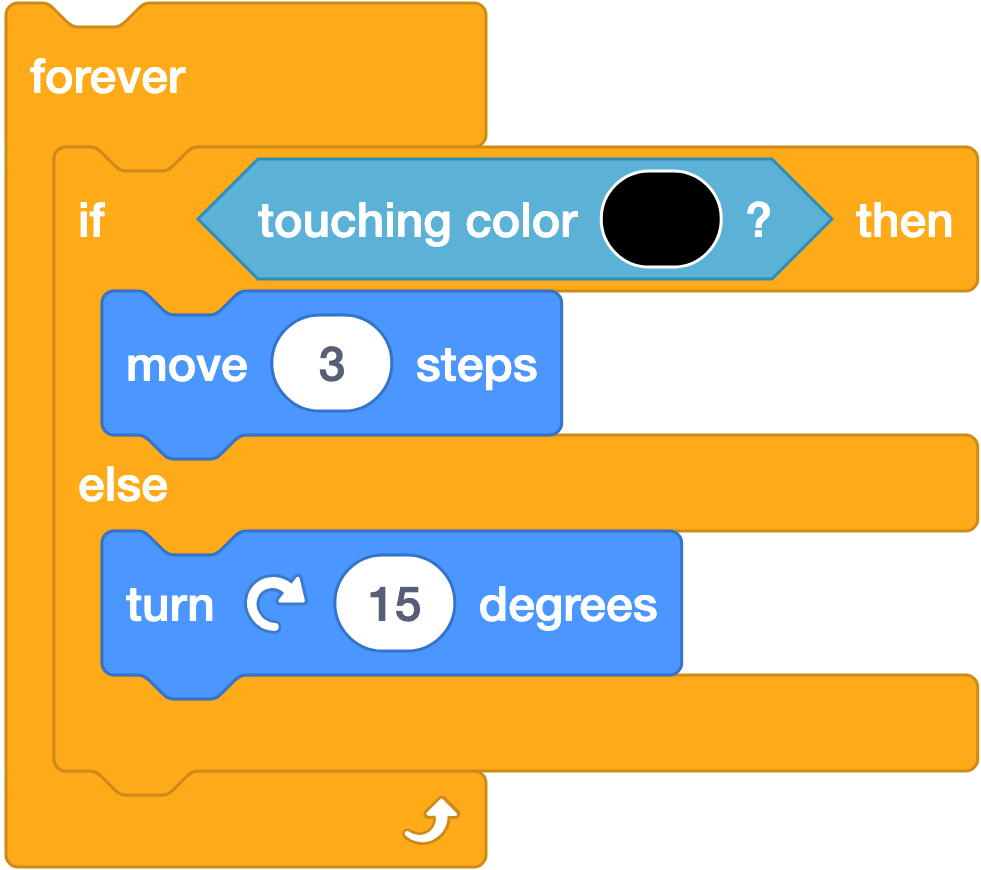 forever
if touching color ? then
move 3 steps
else
turn 15 degrees